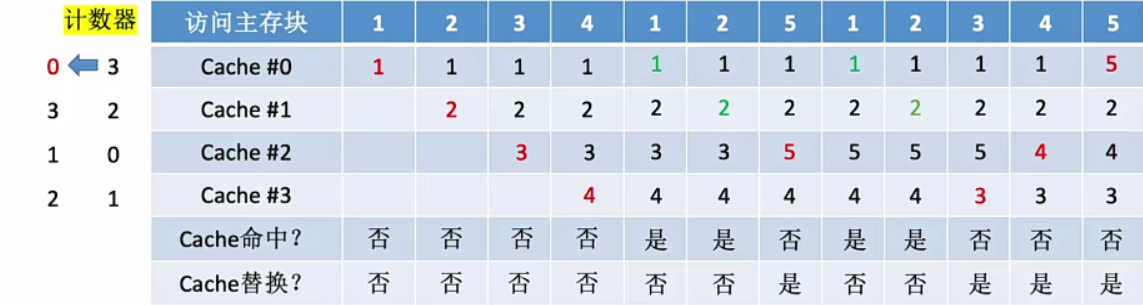 计数器 访问主存块 1 2 3 4 1 2 5 1 2 3 4 5
0 3 Cache #0 1 1 1 1 1 1 1 1 1 1 1 5
3 2 Cache #1 2 2 2 2 2 2 2 2 2 2 2
1 0 Cache #2 3 3 3 3 5 5 5 5 4 4
2 1 Cache #3 4 4 4 4 4 4 3 3 3
Cache命中? 否 否 否 否 是 是 否 是 是 否 否 否
Cache替换? 否 否 否 否 否 否 是 否 否 是 是 是